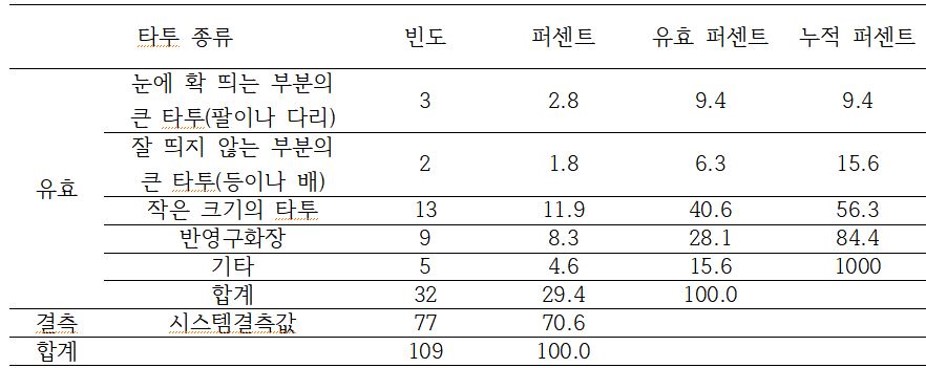 타투 종류 빈도 퍼센트 유효 퍼센트 누적 퍼센트
눈에 확 띄는 부분의
큰 타투(팔이나 다리) 3 2.8 9.4 9.4
잘 띄지 않는 부분의
큰 타투(등이나 배) 2 1.8 6.3 15.6
유효
작은 크기의 타투 13 11.9 40.6 56.3
반영구화장 9 8.3 28.1 84.4
기타 5 4.6 15.6 1000
합계 32 29.4 100.0
결측 시스템결측값 77 70.6
합계 109 100.0